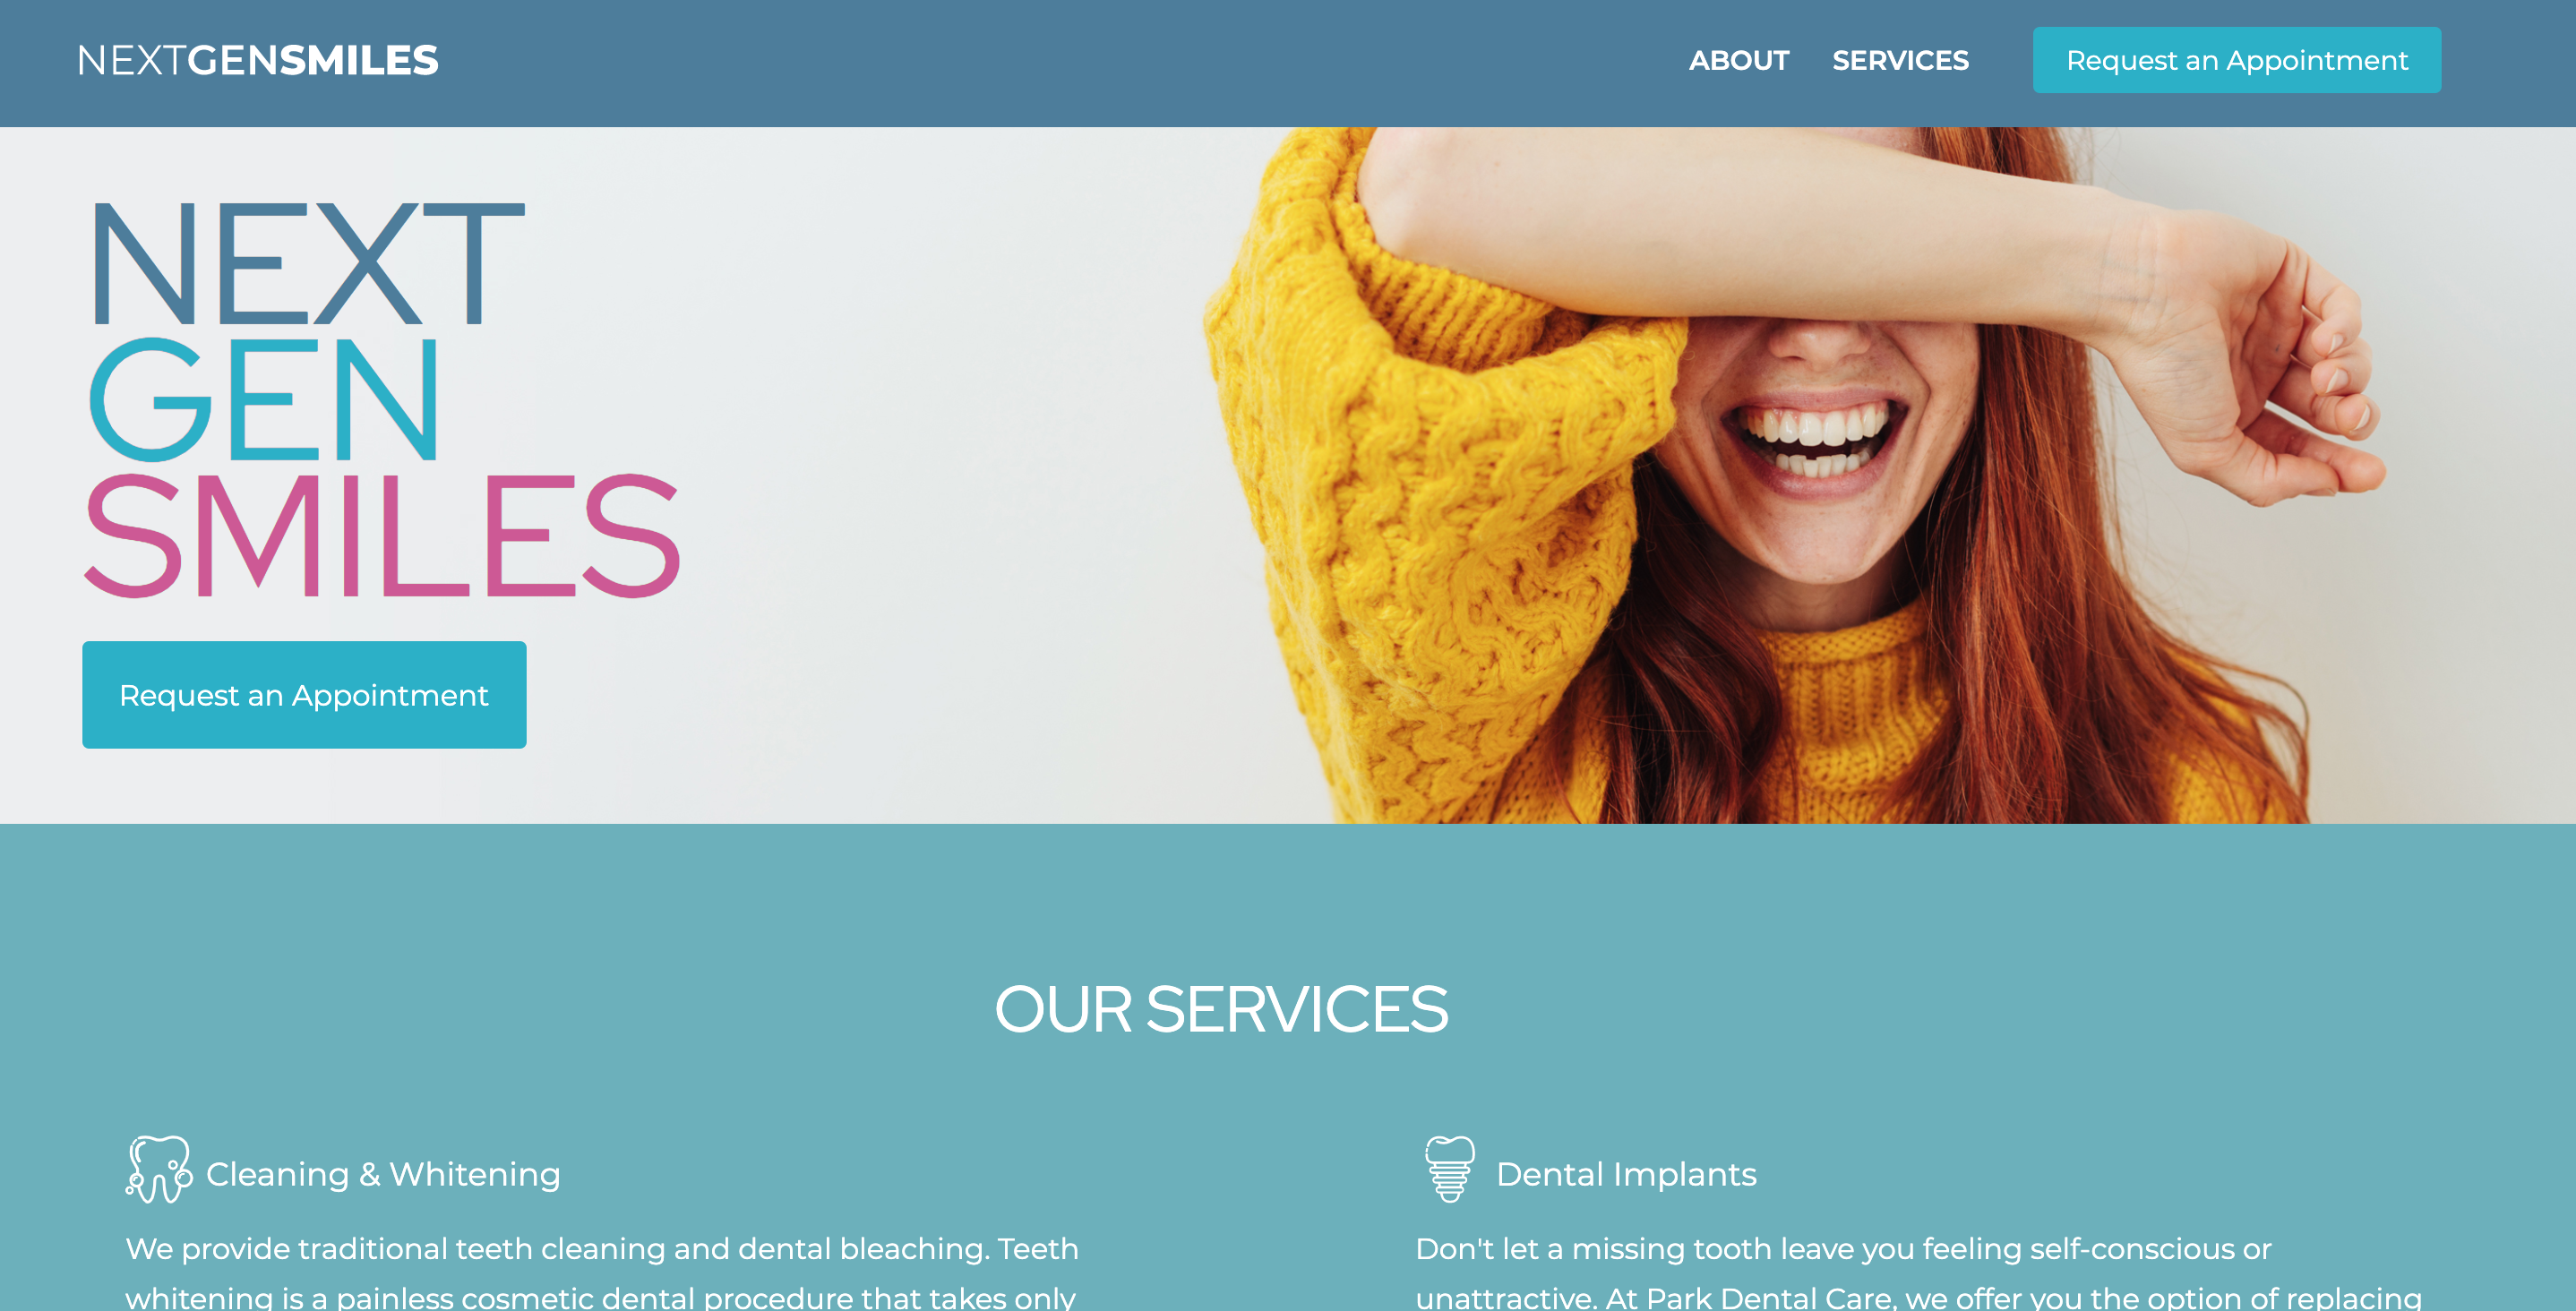 NEXTGENSMILES
ABOUT
SERVICES
Request an Appointment
NEXT
GEN
SMILES
Request an Appointment
OUR SERVICES
Cleaning & Whitening
We provide traditional teeth cleaning and dental bleaching. Teeth
whitening is a painless cosmetic dental procedure that takes only
Dental Implants
Don't let a missing tooth leave you feeling self-conscious or
unattractive. At Park Dental Care, we offer you the option of replacing